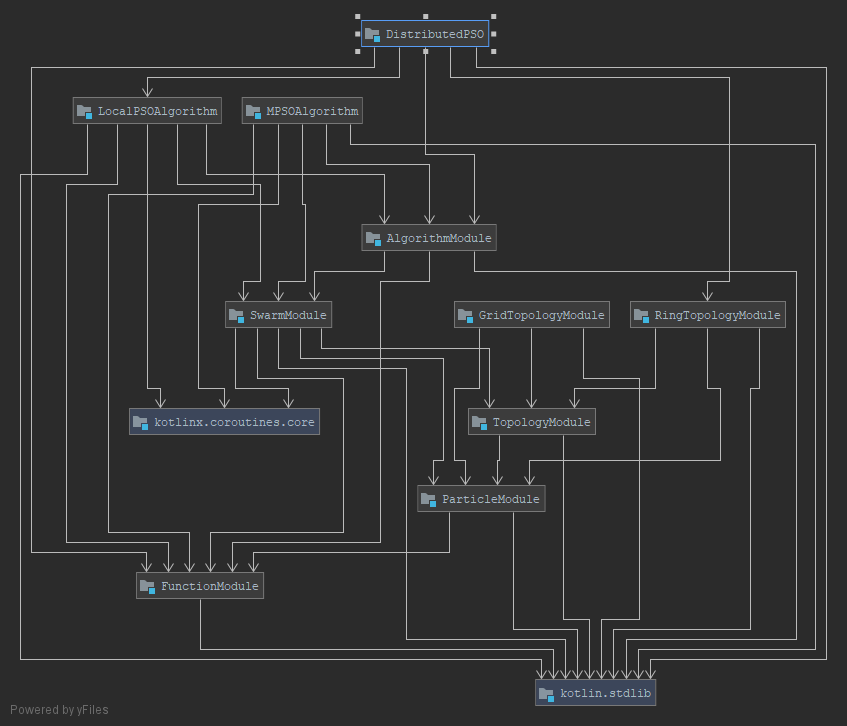 DistributedPSO
LocalPSOAlgorithm
MPSOAlgorithm
AlgorithmModule
SwarmModule
GridTopologyModule
RingTopologyModule
kotlinx.coroutines.core
TopologyModule
ParticleModule
FunctionModule
kotlin.stdlib
Powered by yFiles